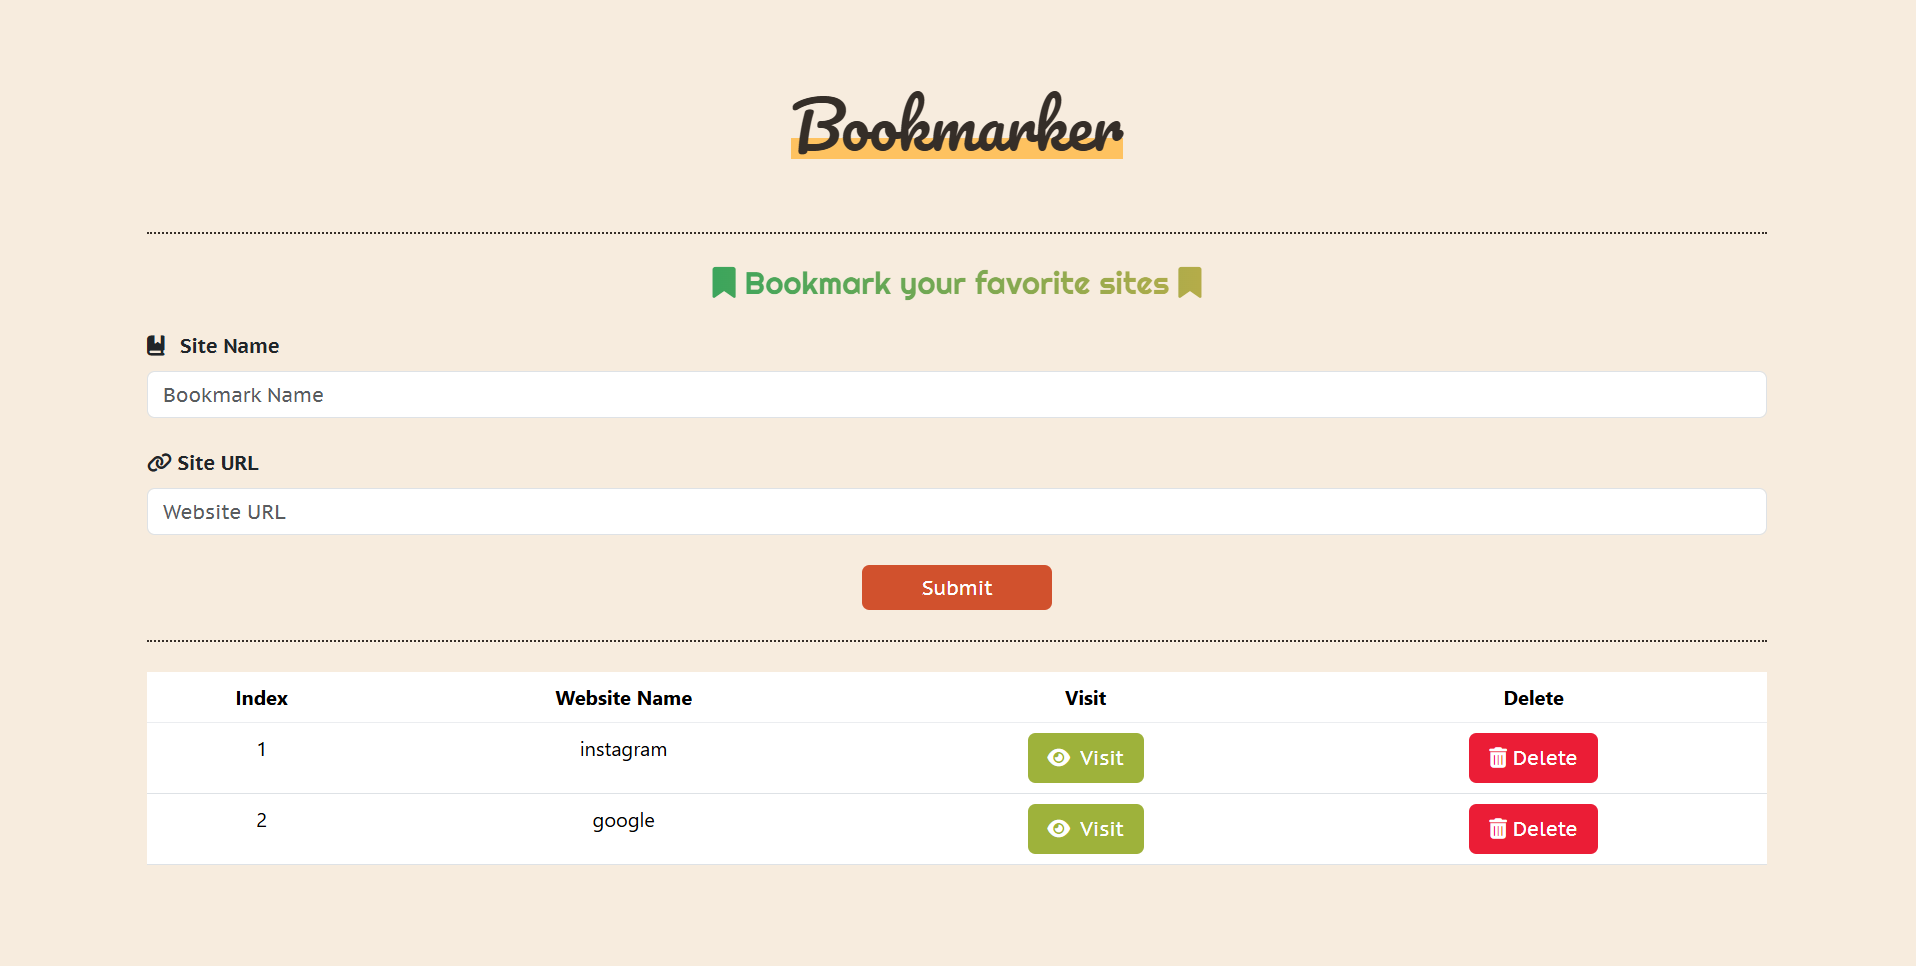 Bookmarker
Bookmark your favorite sites
Site Name
Bookmark Name
Site URL
Website URL
Submit
Index Website Name Visit Delete
1 instagram Visit Delete
2 google Visit Delete